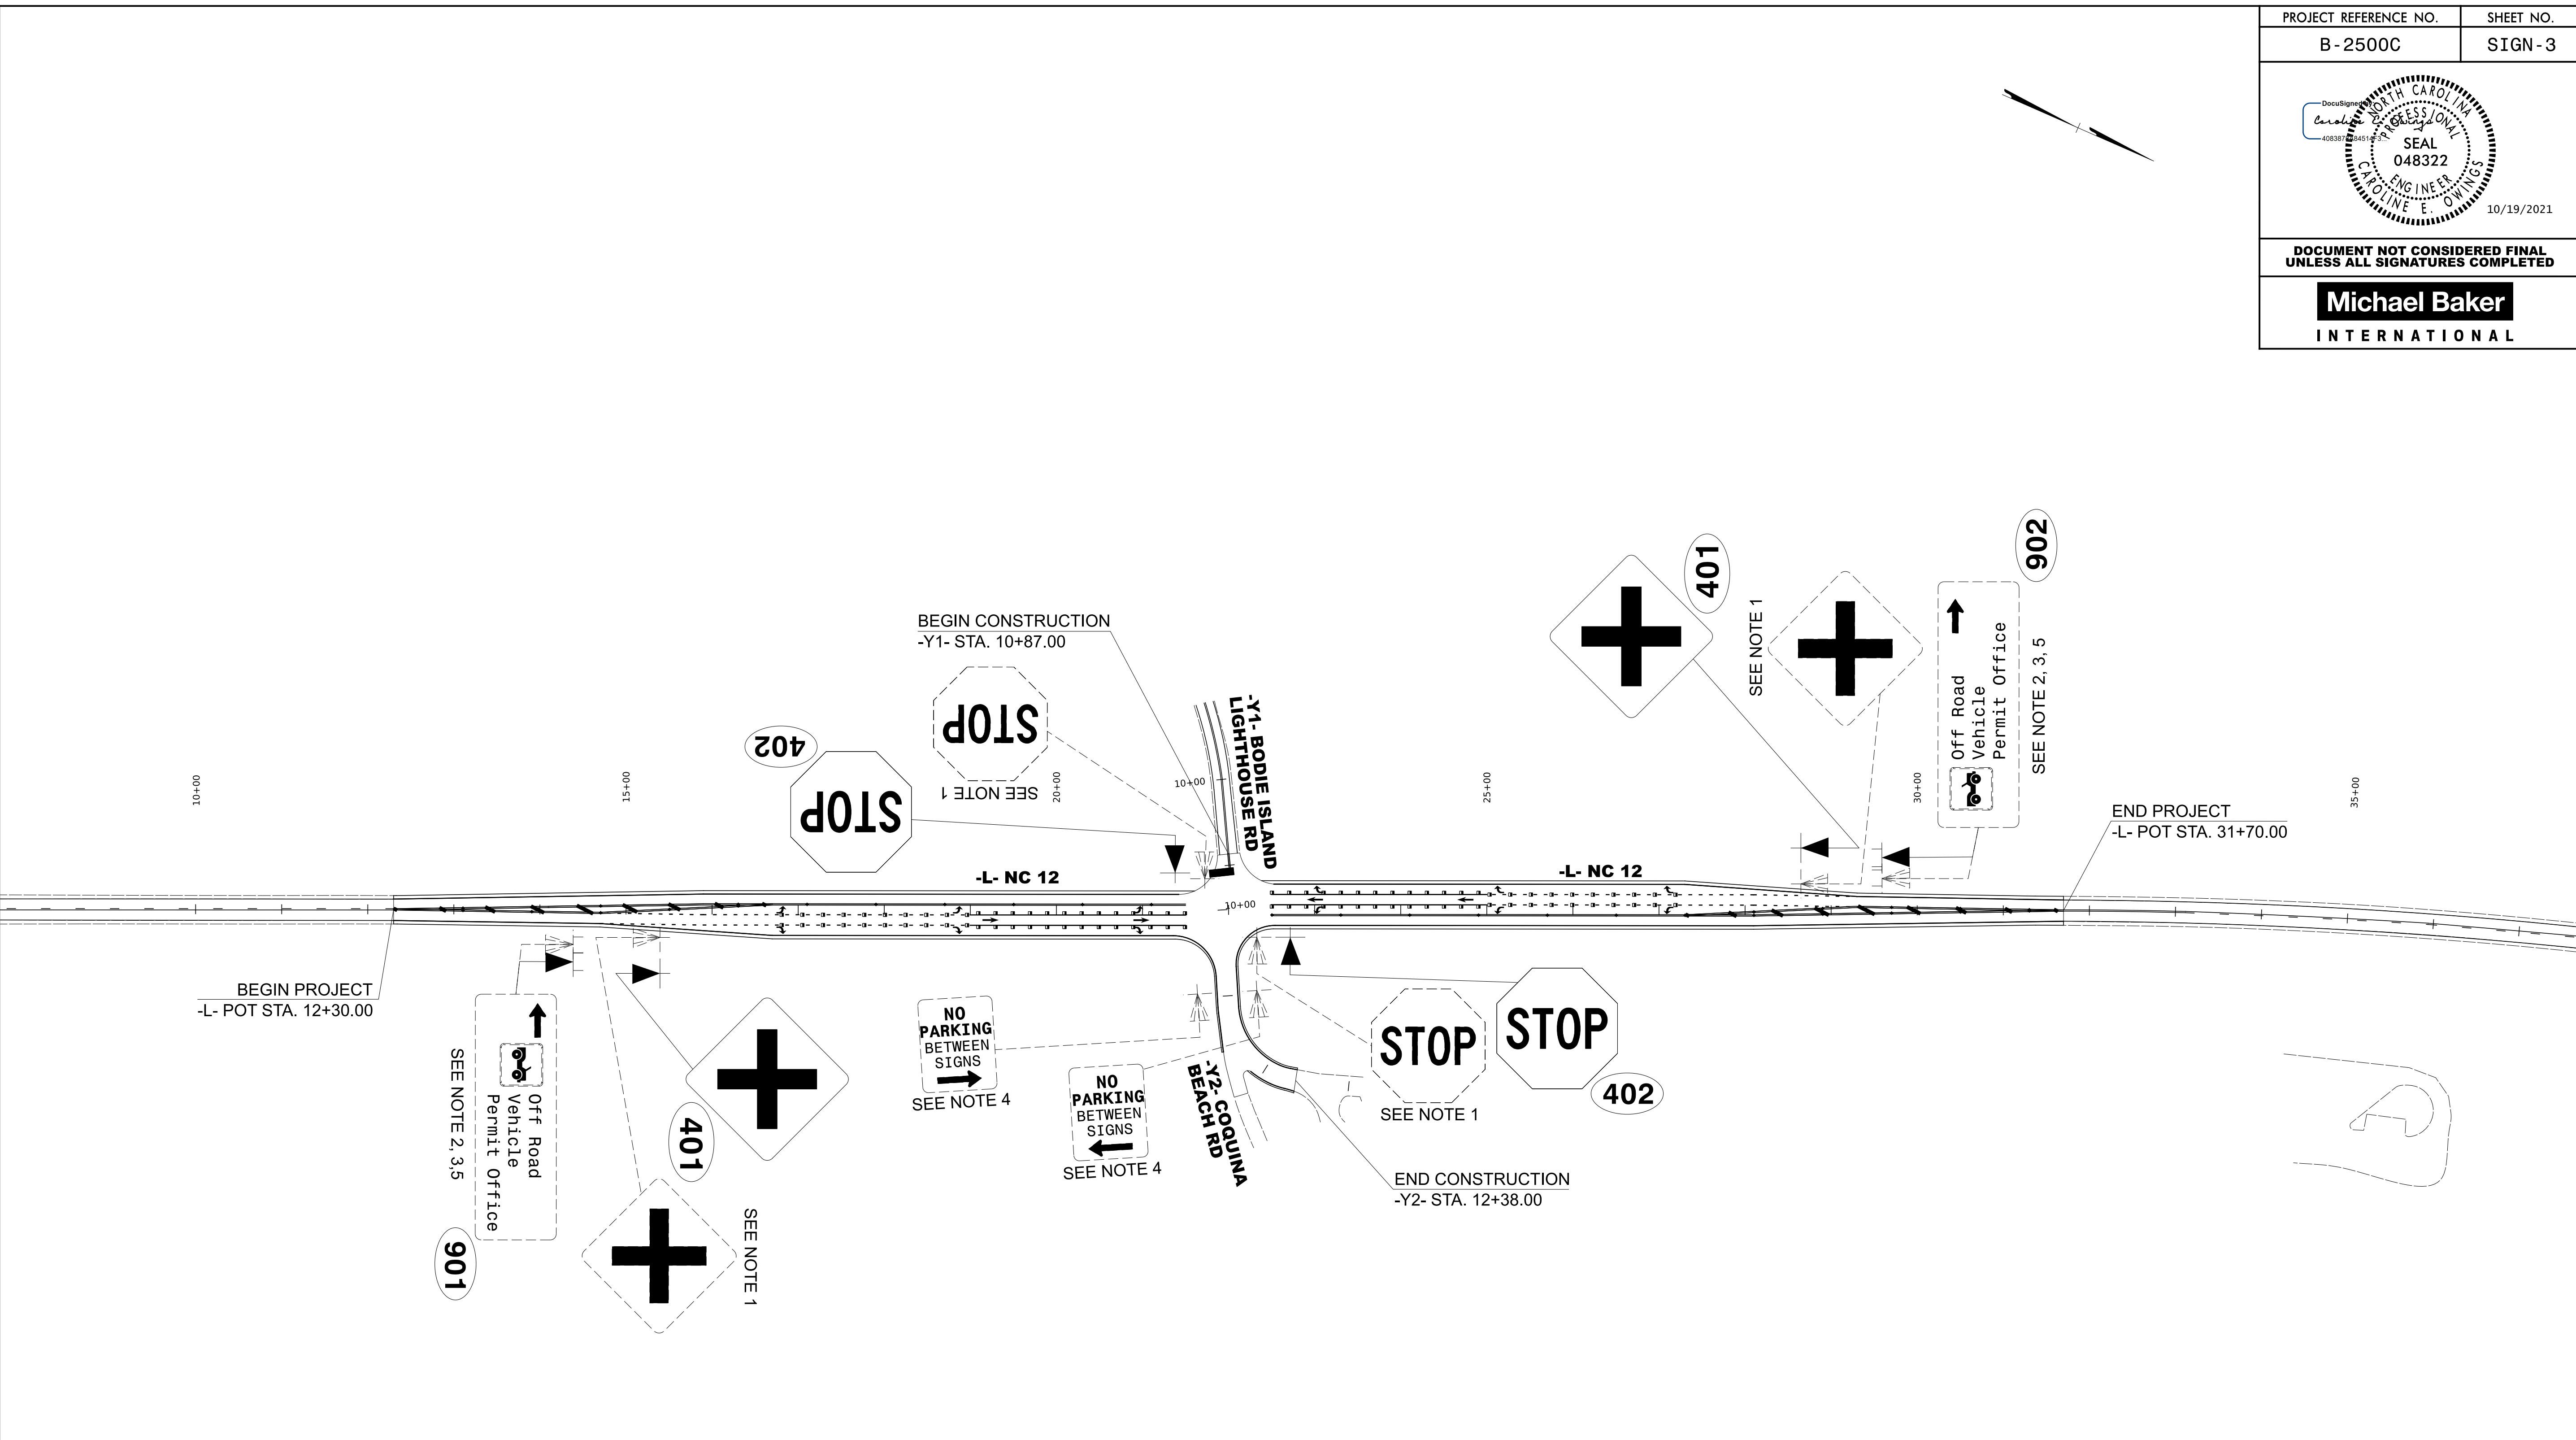 PROJECT REFERENCE NO. SHEET NO.
B-2500C SIGN-3
DocuSigned by:
Caroline E. Owings
NORTH CAROLINA
PROFESSIONAL
SEAL
048322
ENGINEER
CAROLINE E. OWINGS
10/19/2021
DOCUMENT NOT CONSIDERED FINAL
UNLESS ALL SIGNATURES COMPLETED
Michael Baker
INTERNATIONAL
902
401
SEE NOTE 1
Off Road
Vehicle
Permit Office
SEE NOTE 2, 3, 5
BEGIN CONSTRUCTION
-Y1- STA. 10+87.00
STOP
SEE NOTE 1
402
STOP
-Y1- BODIE ISLAND
LIGHTHOUSE RD
10+00
10+00
15+00
20+00
25+00
30+00
35+00
END PROJECT
-L- POT STA. 31+70.00
-L- NC 12
-L- NC 12
10+00
BEGIN PROJECT
-L- POT STA. 12+30.00
Off Road
Vehicle
Permit Office
SEE NOTE 2, 3,5
901
401
SEE NOTE 1
NO
PARKING
BETWEEN
SIGNS
SEE NOTE 4
NO
PARKING
BETWEEN
SIGNS
SEE NOTE 4
-Y2- COQUINA
BEACH RD
STOP
SEE NOTE 1
STOP
402
END CONSTRUCTION
-Y2- STA. 12+38.00